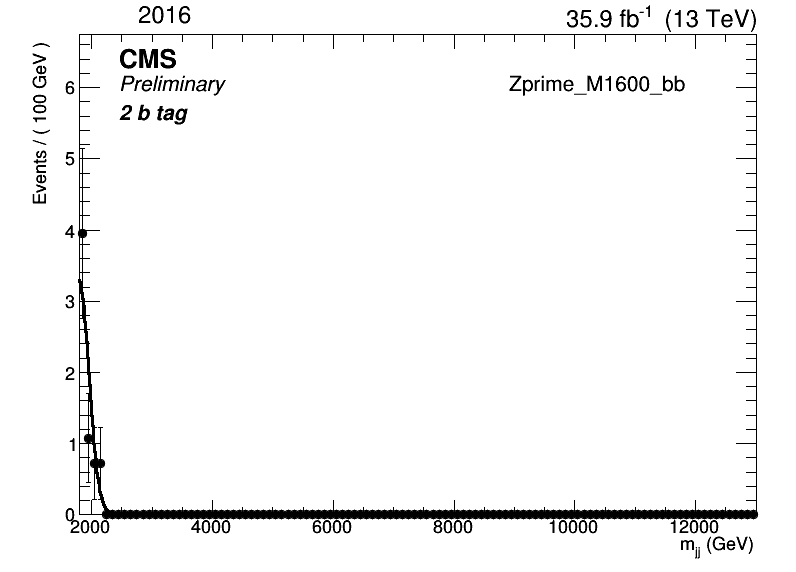 2016 35.9 fb⁻¹ (13 TeV)
CMS
Preliminary
Zprime_M1600_bb
2 b tag
Events / ( 100 GeV )
6
5
4
3
2
1
0
2000 4000 6000 8000 10000 12000
m_jj (GeV)